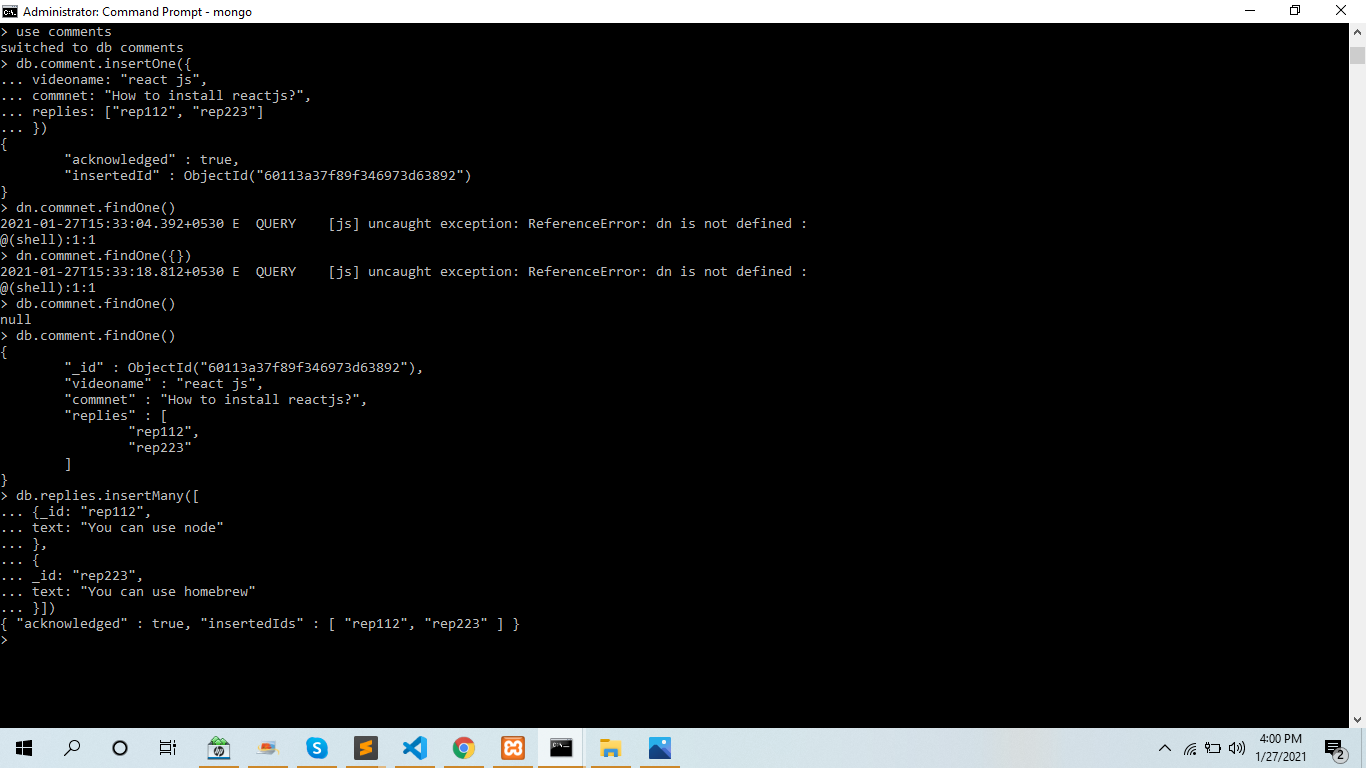 Administrator: Command Prompt - mongo
> use comments
switched to db comments
> db.comment.insertOne({
... videoname: "react js",
... commnet: "How to install reactjs?",
... replies: ["rep112", "rep223"]
... })
{
        "acknowledged" : true,
        "insertedId" : ObjectId("60113a37f89f346973d63892")
}
> dn.commnet.findOne()
2021-01-27T15:33:04.392+0530 E  QUERY    [js] uncaught exception: ReferenceError: dn is not defined :
@(shell):1:1
> dn.commnet.findOne({})
2021-01-27T15:33:18.812+0530 E  QUERY    [js] uncaught exception: ReferenceError: dn is not defined :
@(shell):1:1
> db.commnet.findOne()
null
> db.comment.findOne()
{
        "_id" : ObjectId("60113a37f89f346973d63892"),
        "videoname" : "react js",
        "commnet" : "How to install reactjs?",
        "replies" : [
                "rep112",
                "rep223"
        ]
}
> db.replies.insertMany([
... {_id: "rep112",
... text: "You can use node"
... },
... {
... _id: "rep223",
... text: "You can use homebrew"
... }])
{ "acknowledged" : true, "insertedIds" : [ "rep112", "rep223" ] }
>
4:00 PM
1/27/2021
2